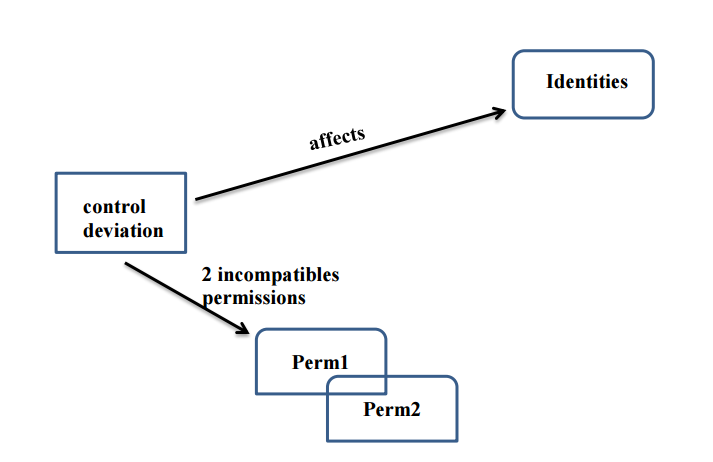 Identities
affects
control
deviation
2 incompatibles
permissions
Perm1
Perm2